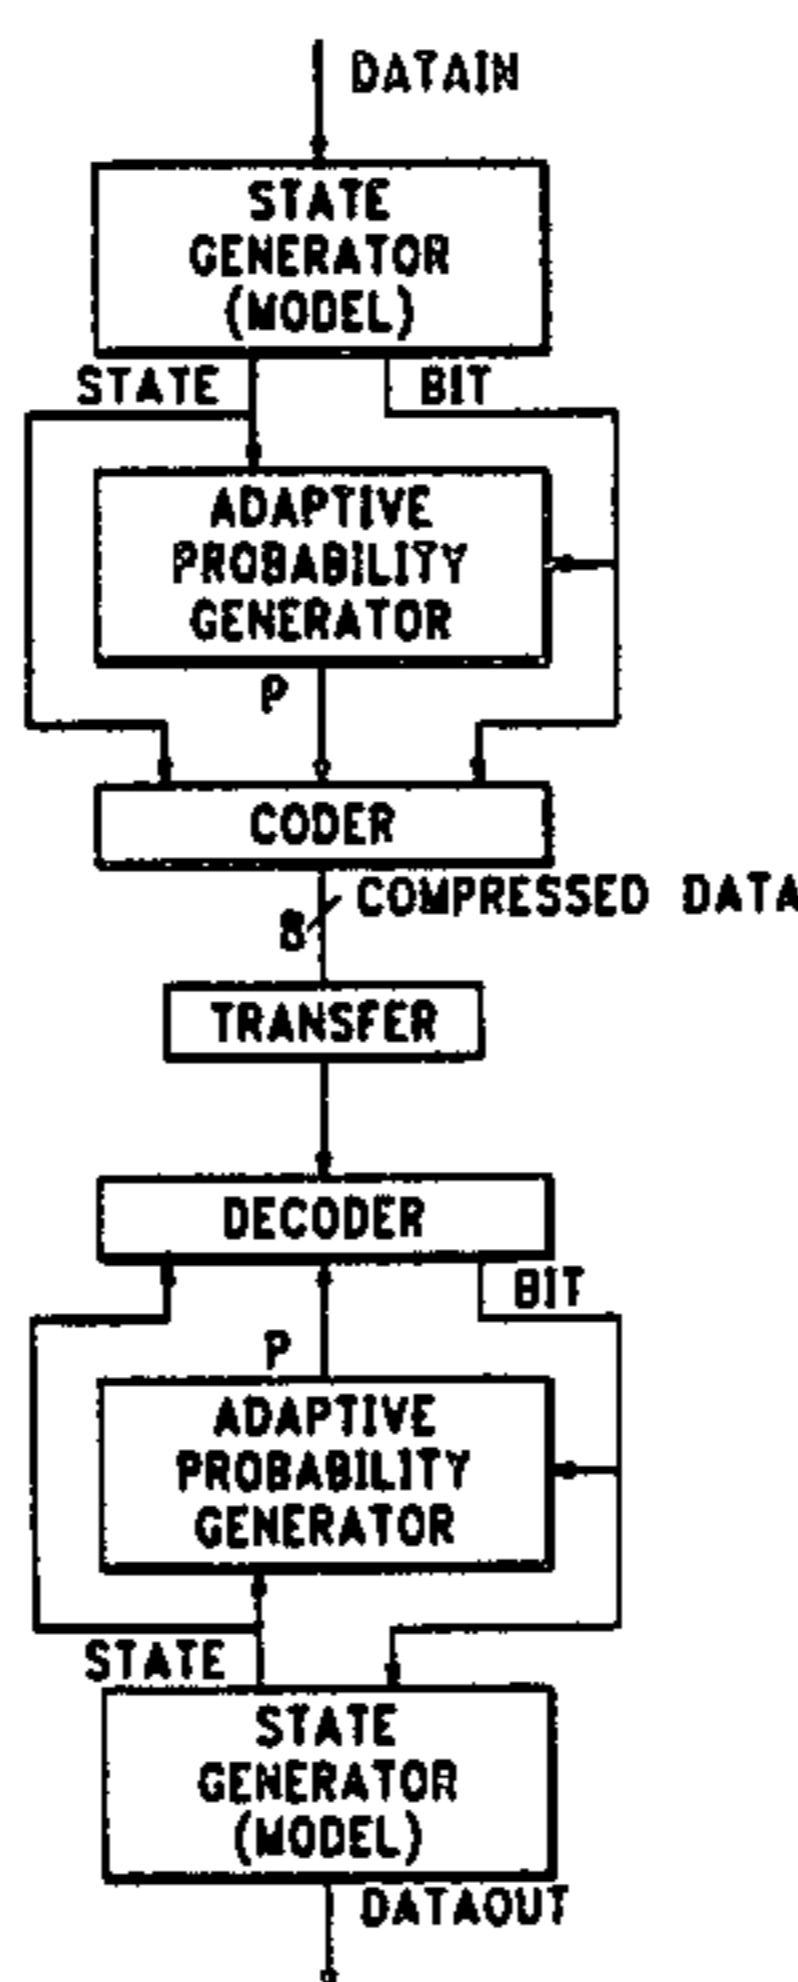 DATAIN
STATE
GENERATOR
(MODEL)
STATE
BIT
ADAPTIVE
PROBABILITY
GENERATOR
P
CODER
COMPRESSED DATA
8
TRANSFER
DECODER
BIT
P
ADAPTIVE
PROBABILITY
GENERATOR
STATE
STATE
GENERATOR
(MODEL)
DATAOUT